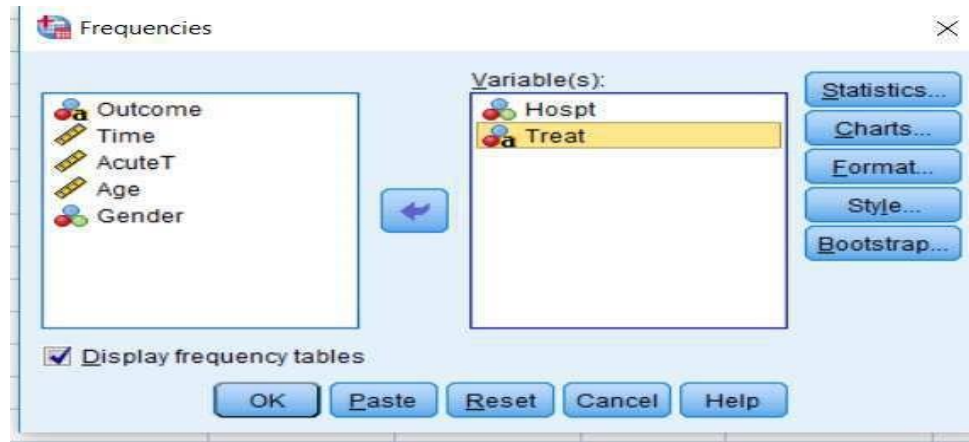 Frequencies
Variable(s):
Outcome
Time
AcuteT
Age
Gender
Hospt
a Treat
Statistics...
Charts...
Format...
Style...
Bootstrap...
Display frequency tables
OK Paste Reset Cancel Help